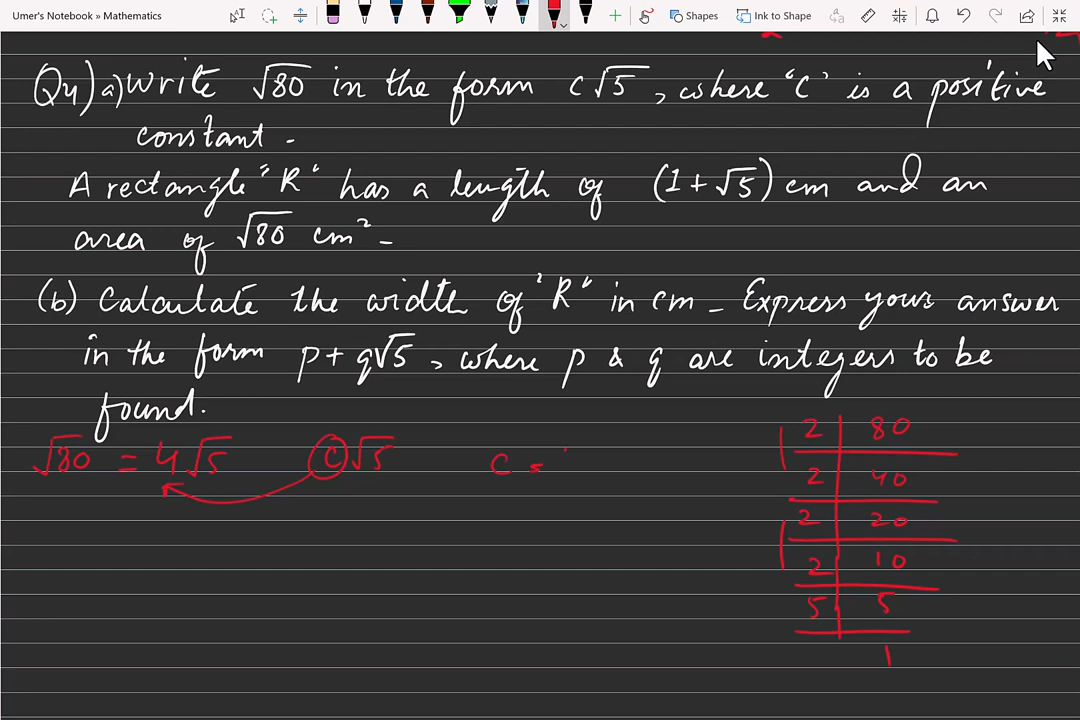 Umer's Notebook » Mathematics
Shapes
Ink to Shape
Q4) a) Write √80 in the form c√5, where "c" is a positive
constant.
A rectangle "R" has a length of (1+√5) cm and an
area of √80 cm².
(b) Calculate the width of "R" in cm. Express your answer
in the form p+q√5, where p & q are integers to be
found.
√80 = 4√5 c√5 c =
2 | 80
2 | 40
2 | 20
2 | 10
5 | 5
1